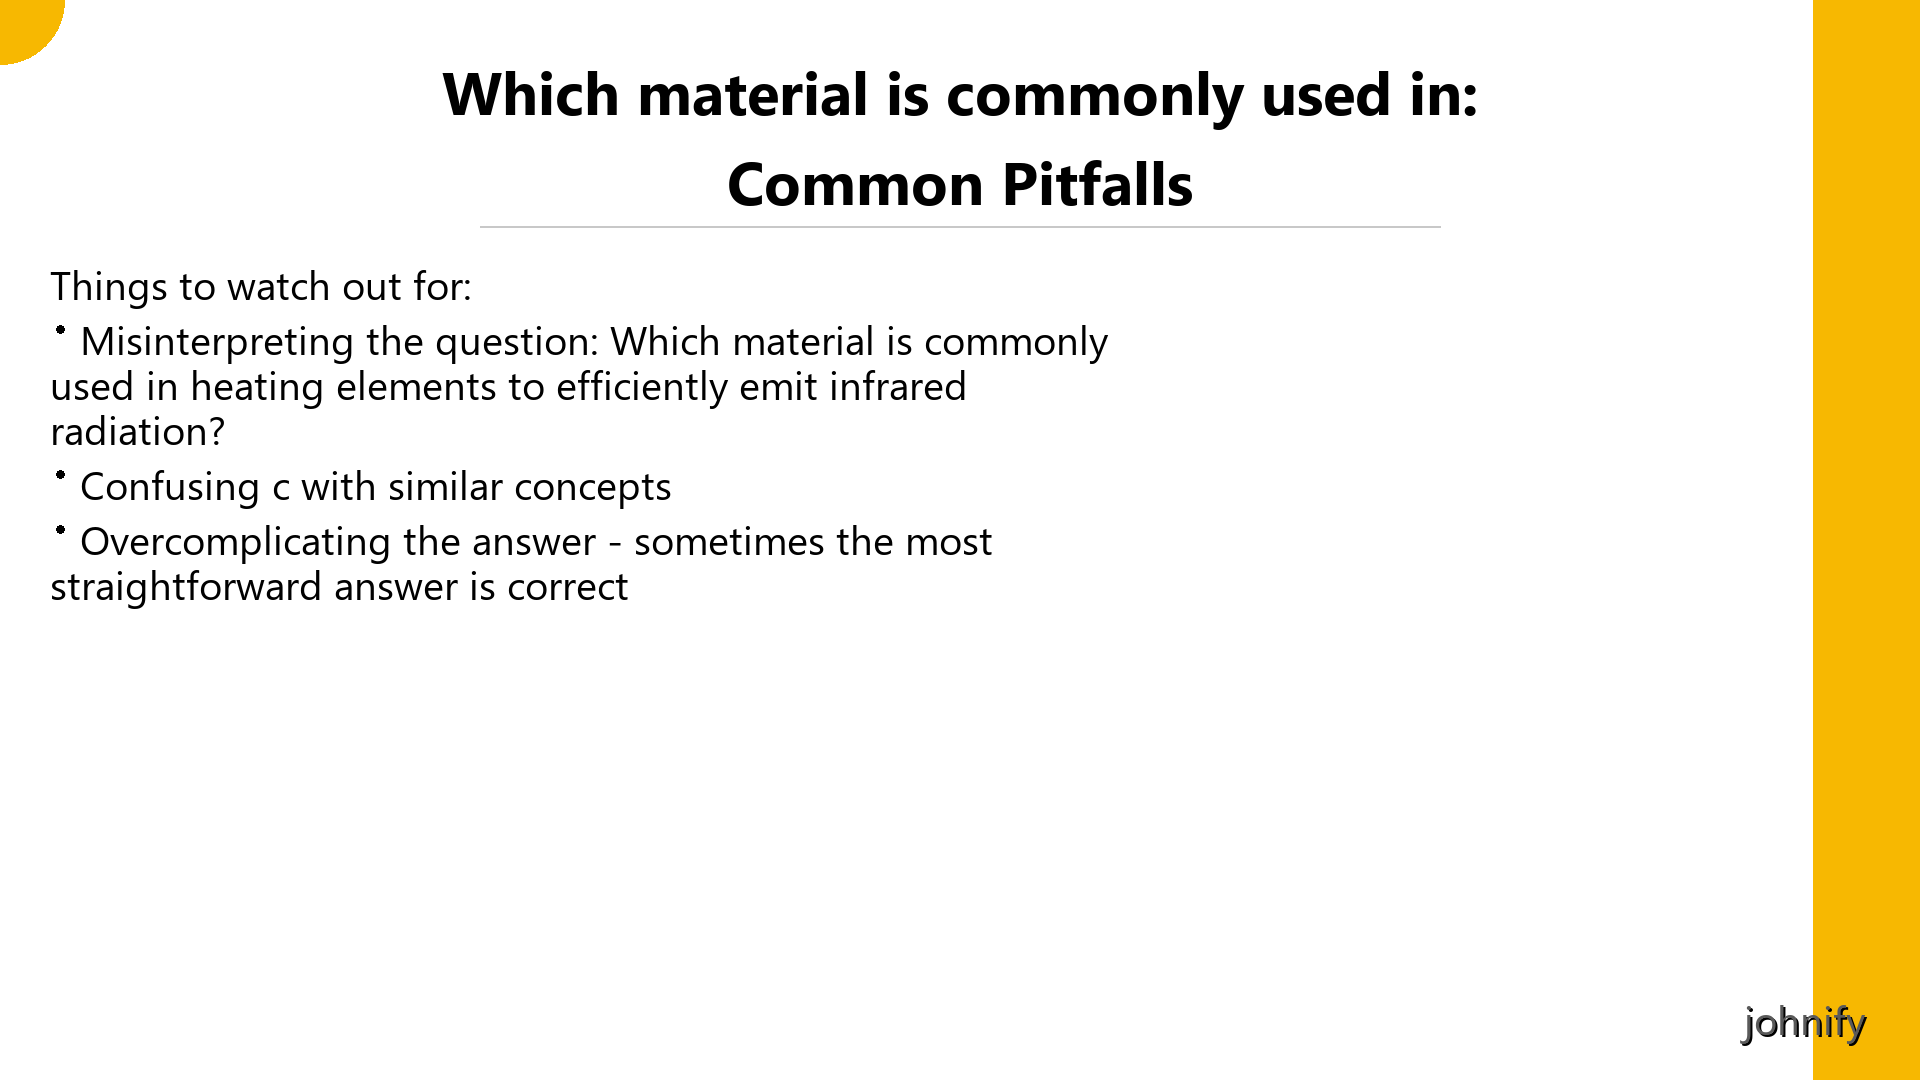 Which material is commonly used in:
Common Pitfalls
Things to watch out for:
• Misinterpreting the question: Which material is commonly
used in heating elements to efficiently emit infrared
radiation?
• Confusing c with similar concepts
• Overcomplicating the answer - sometimes the most
straightforward answer is correct
johnify